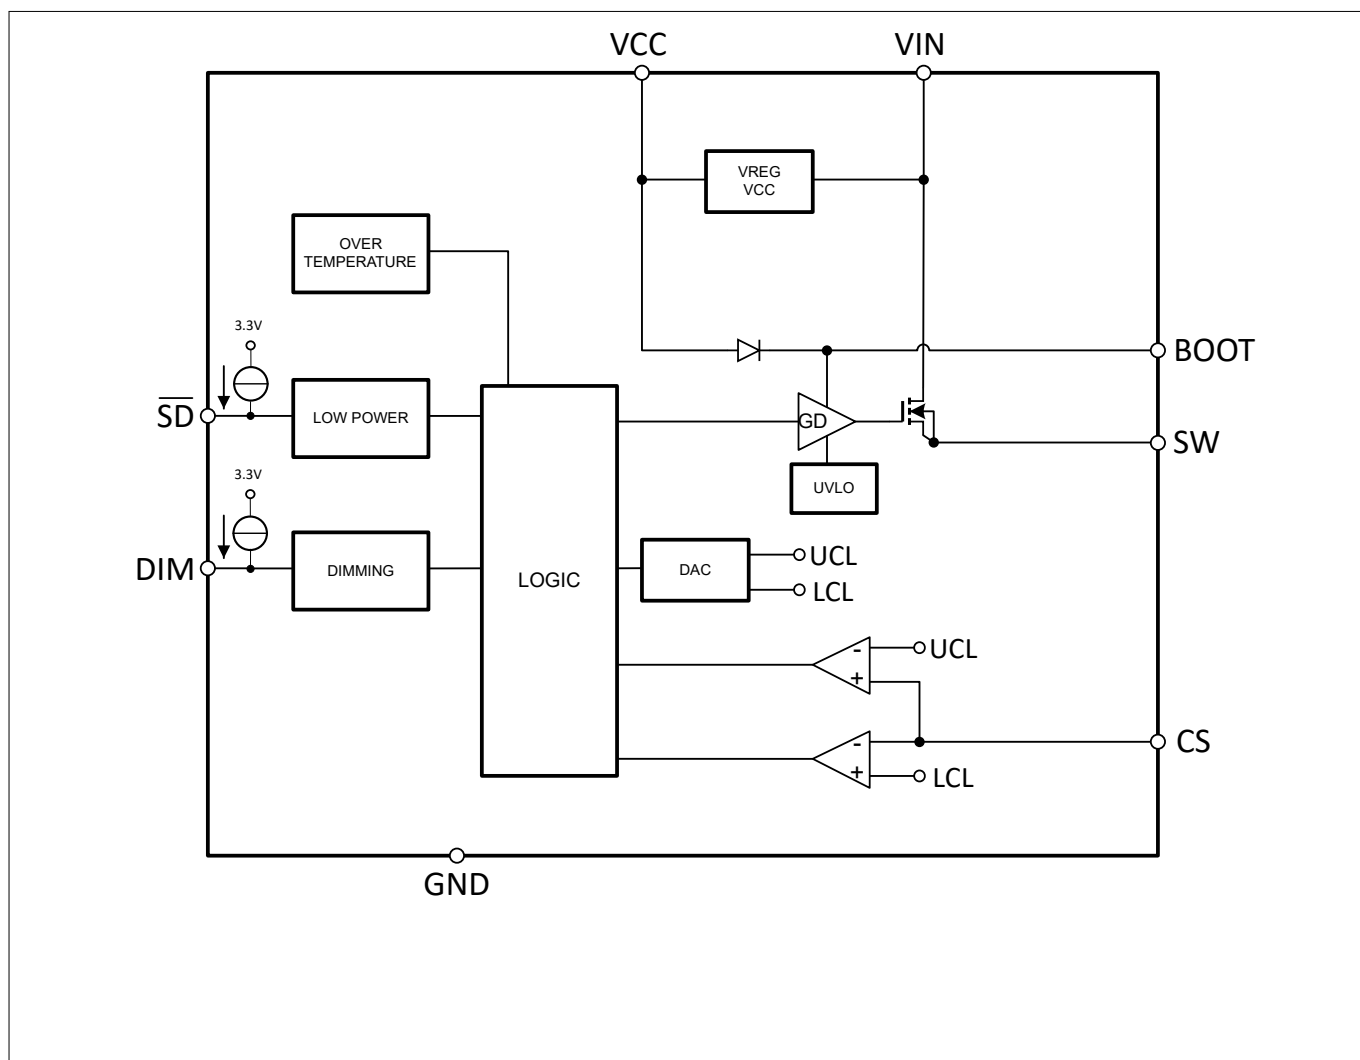 VCC
VIN
VREG
VCC
OVER
TEMPERATURE
3.3V
BOOT
SD
LOW POWER
GD
SW
3.3V
UVLO
DIM
DIMMING
LOGIC
DAC
UCL
LCL
-
UCL
+
-
CS
+
LCL
GND